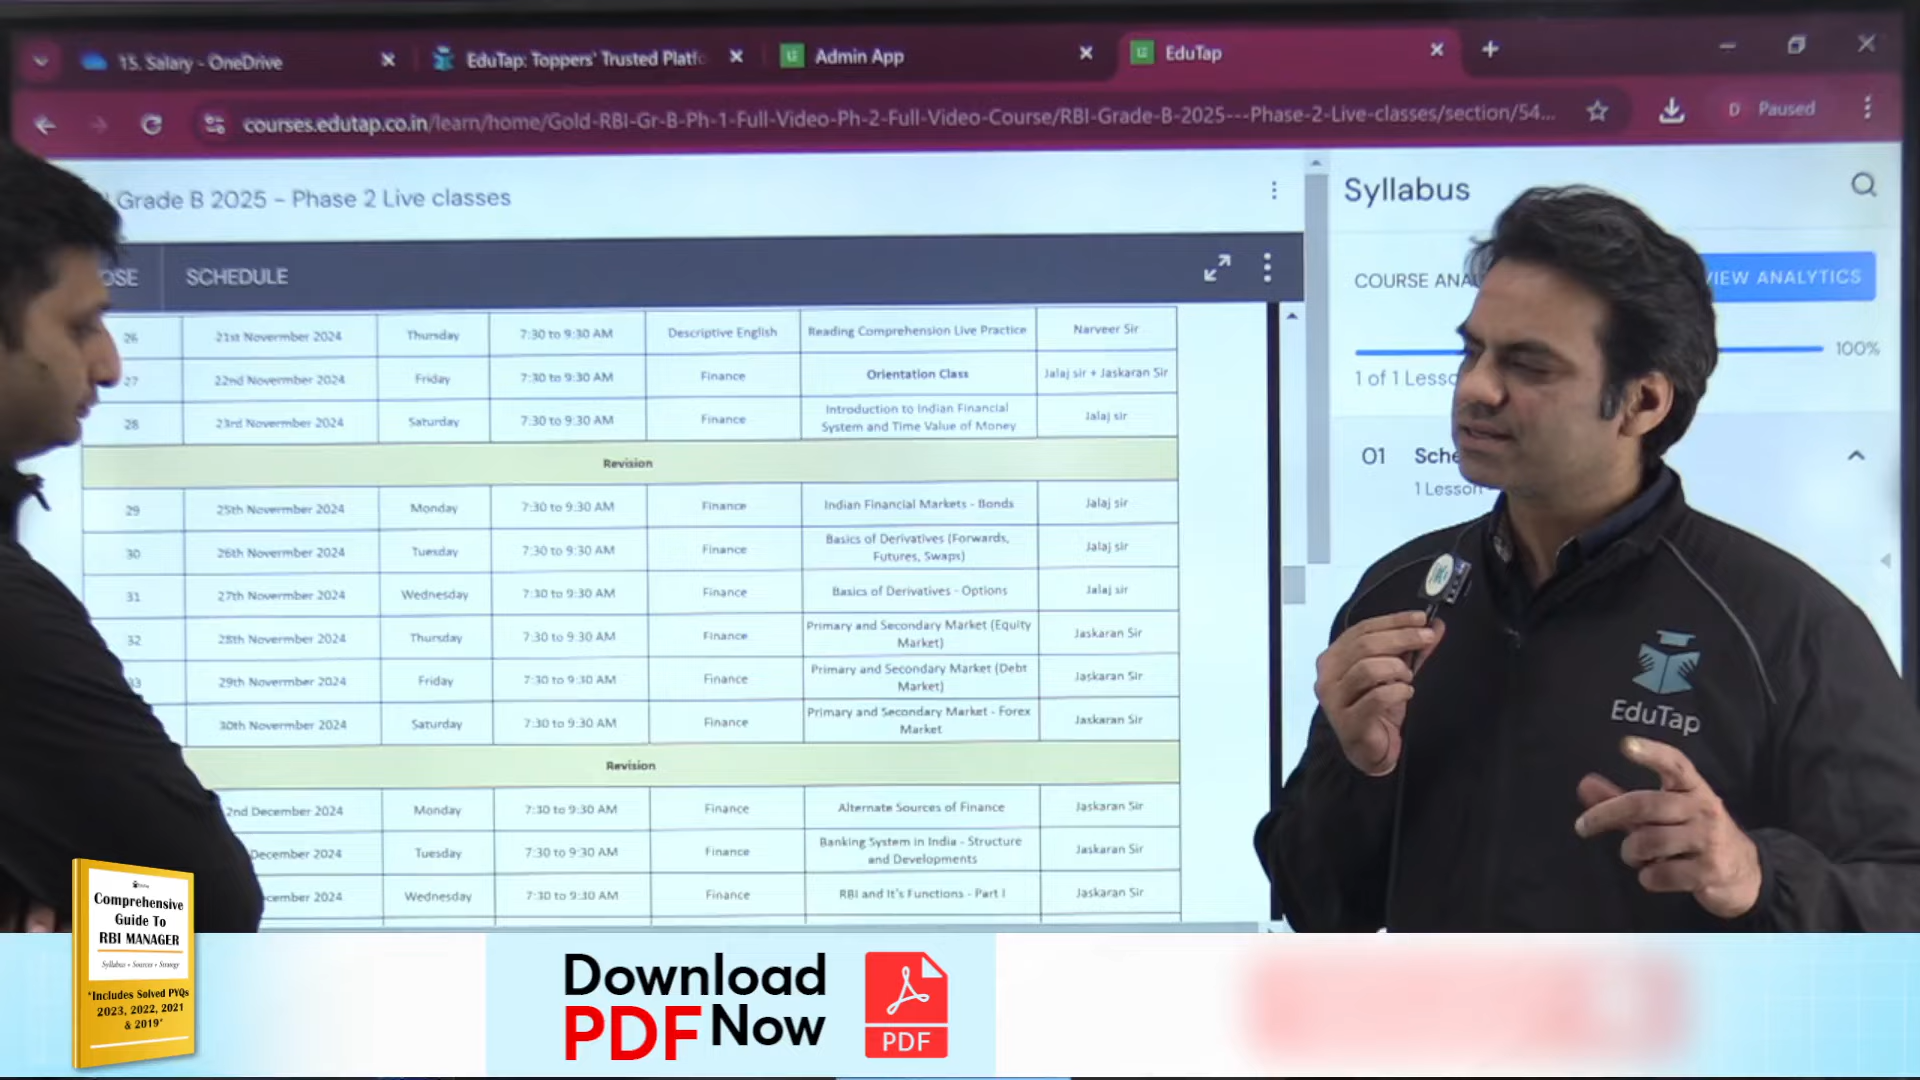 15. Salary - OneDrive
EduTap: Toppers' Trusted Platf
Admin App
EduTap
courses.edutap.co.in/learn/home/Gold-RBI-Gr-B-Ph-1-Full-Video-Ph-2-Full-Video-Course/RBI-Grade-B-2025---Phase-2-Live-classes/section/54...
D Paused
Grade B 2025 - Phase 2 Live classes
SCHEDULE
26 21st November 2024 Thursday 7:30 to 9:30 AM Descriptive English Reading Comprehension Live Practice Narveer Sir
27 22nd November 2024 Friday 7:30 to 9:30 AM Finance Orientation Class Jalaj sir + Jaskaran Sir
28 23rd November 2024 Saturday 7:30 to 9:30 AM Finance Introduction to Indian Financial System and Time Value of Money Jalaj sir
Revision
29 25th November 2024 Monday 7:30 to 9:30 AM Finance Indian Financial Markets - Bonds Jalaj sir
30 26th November 2024 Tuesday 7:30 to 9:30 AM Finance Basics of Derivatives (Forwards, Futures, Swaps) Jalaj sir
31 27th November 2024 Wednesday 7:30 to 9:30 AM Finance Basics of Derivatives - Options Jalaj sir
32 28th November 2024 Thursday 7:30 to 9:30 AM Finance Primary and Secondary Market (Equity Market) Jaskaran Sir
33 29th November 2024 Friday 7:30 to 9:30 AM Finance Primary and Secondary Market (Debt Market) Jaskaran Sir
30th November 2024 Saturday 7:30 to 9:30 AM Finance Primary and Secondary Market - Forex Market Jaskaran Sir
Revision
2nd December 2024 Monday 7:30 to 9:30 AM Finance Alternate Sources of Finance Jaskaran Sir
December 2024 Tuesday 7:30 to 9:30 AM Finance Banking System in India - Structure and Developments Jaskaran Sir
cember 2024 Wednesday 7:30 to 9:30 AM Finance RBI and It's Functions - Part I Jaskaran Sir
Syllabus
COURSE ANA
VIEW ANALYTICS
100%
1 of 1 Lesso
01 Sche
1 Lesson
EduTap
Comprehensive
Guide To
RBI MANAGER
Syllabus + Sources + Strategy
*Includes Solved PYQs
2023, 2022, 2021
& 2019*
Download
PDF Now
PDF